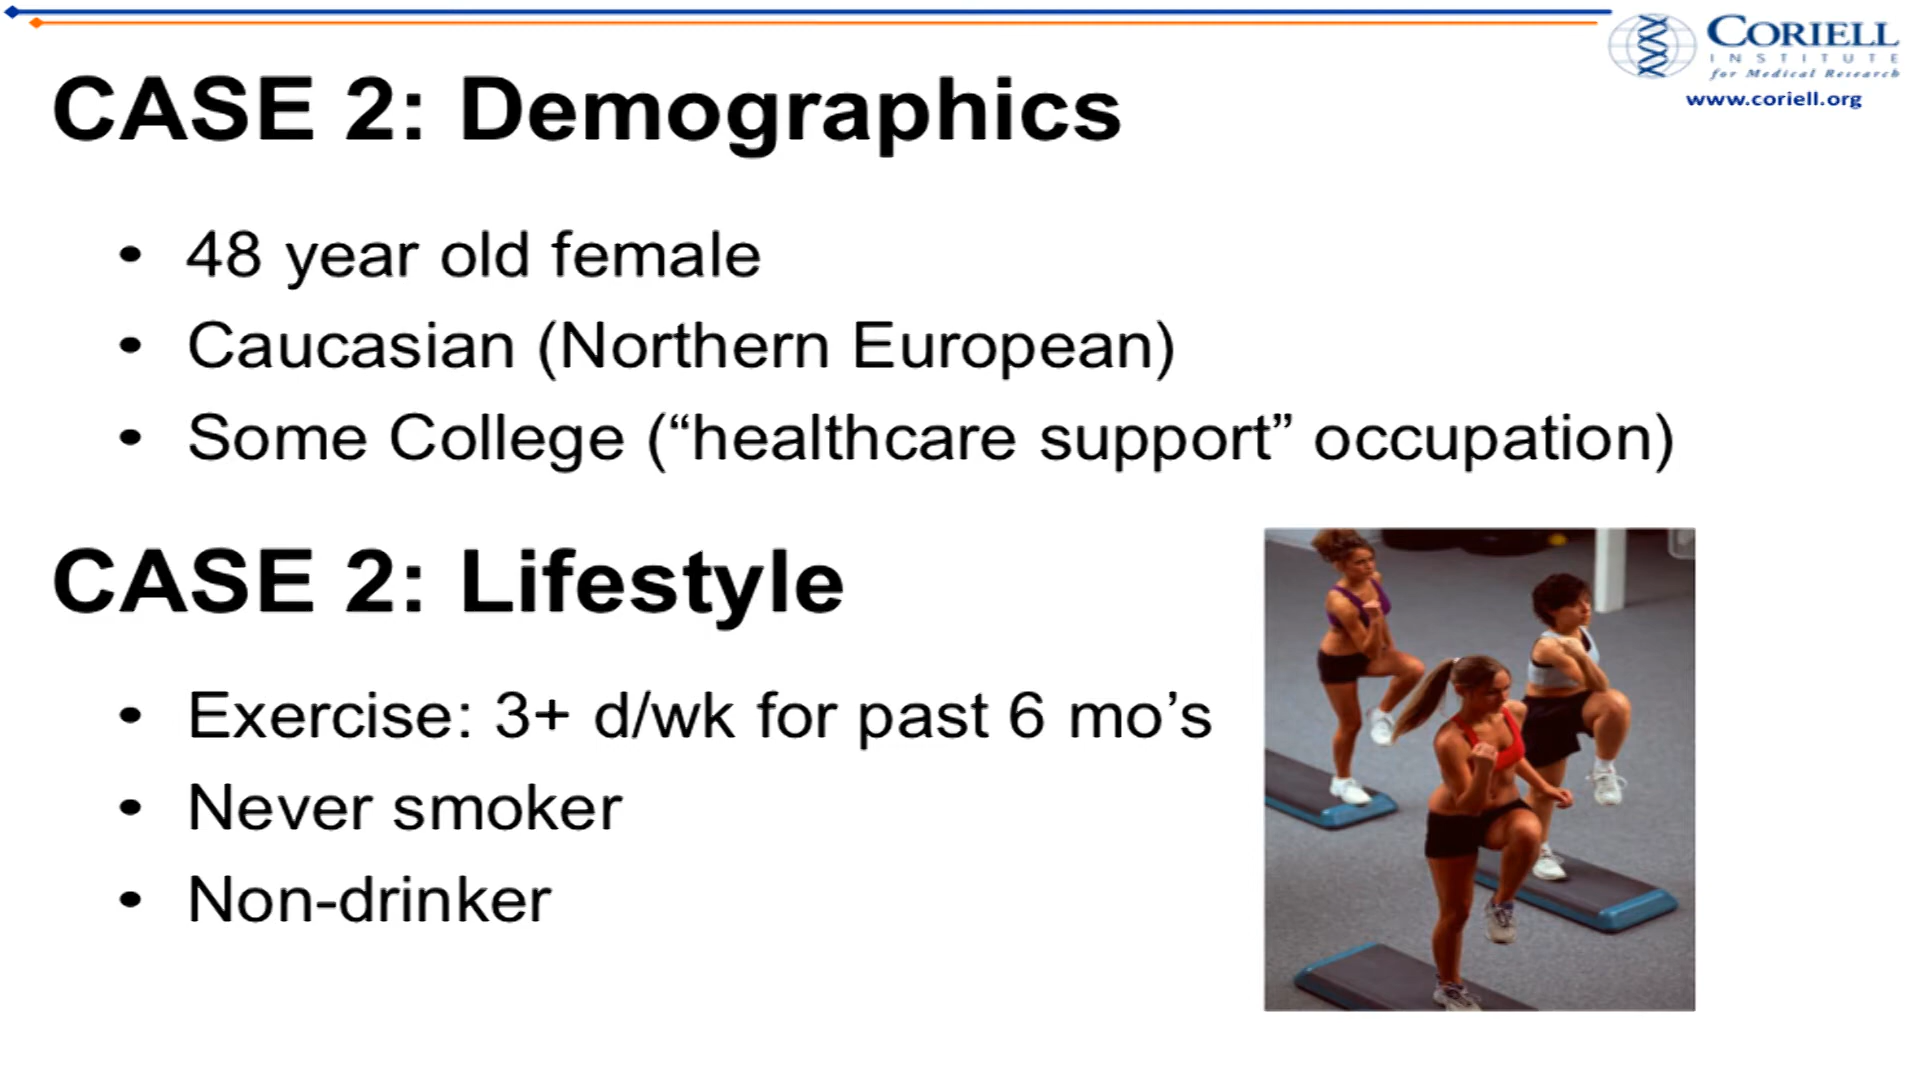 CORIELL
INSTITUTE
for Medical Research
www.coriell.org
CASE 2: Demographics
• 48 year old female
• Caucasian (Northern European)
• Some College (“healthcare support” occupation)
CASE 2: Lifestyle
• Exercise: 3+ d/wk for past 6 mo’s
• Never smoker
• Non-drinker